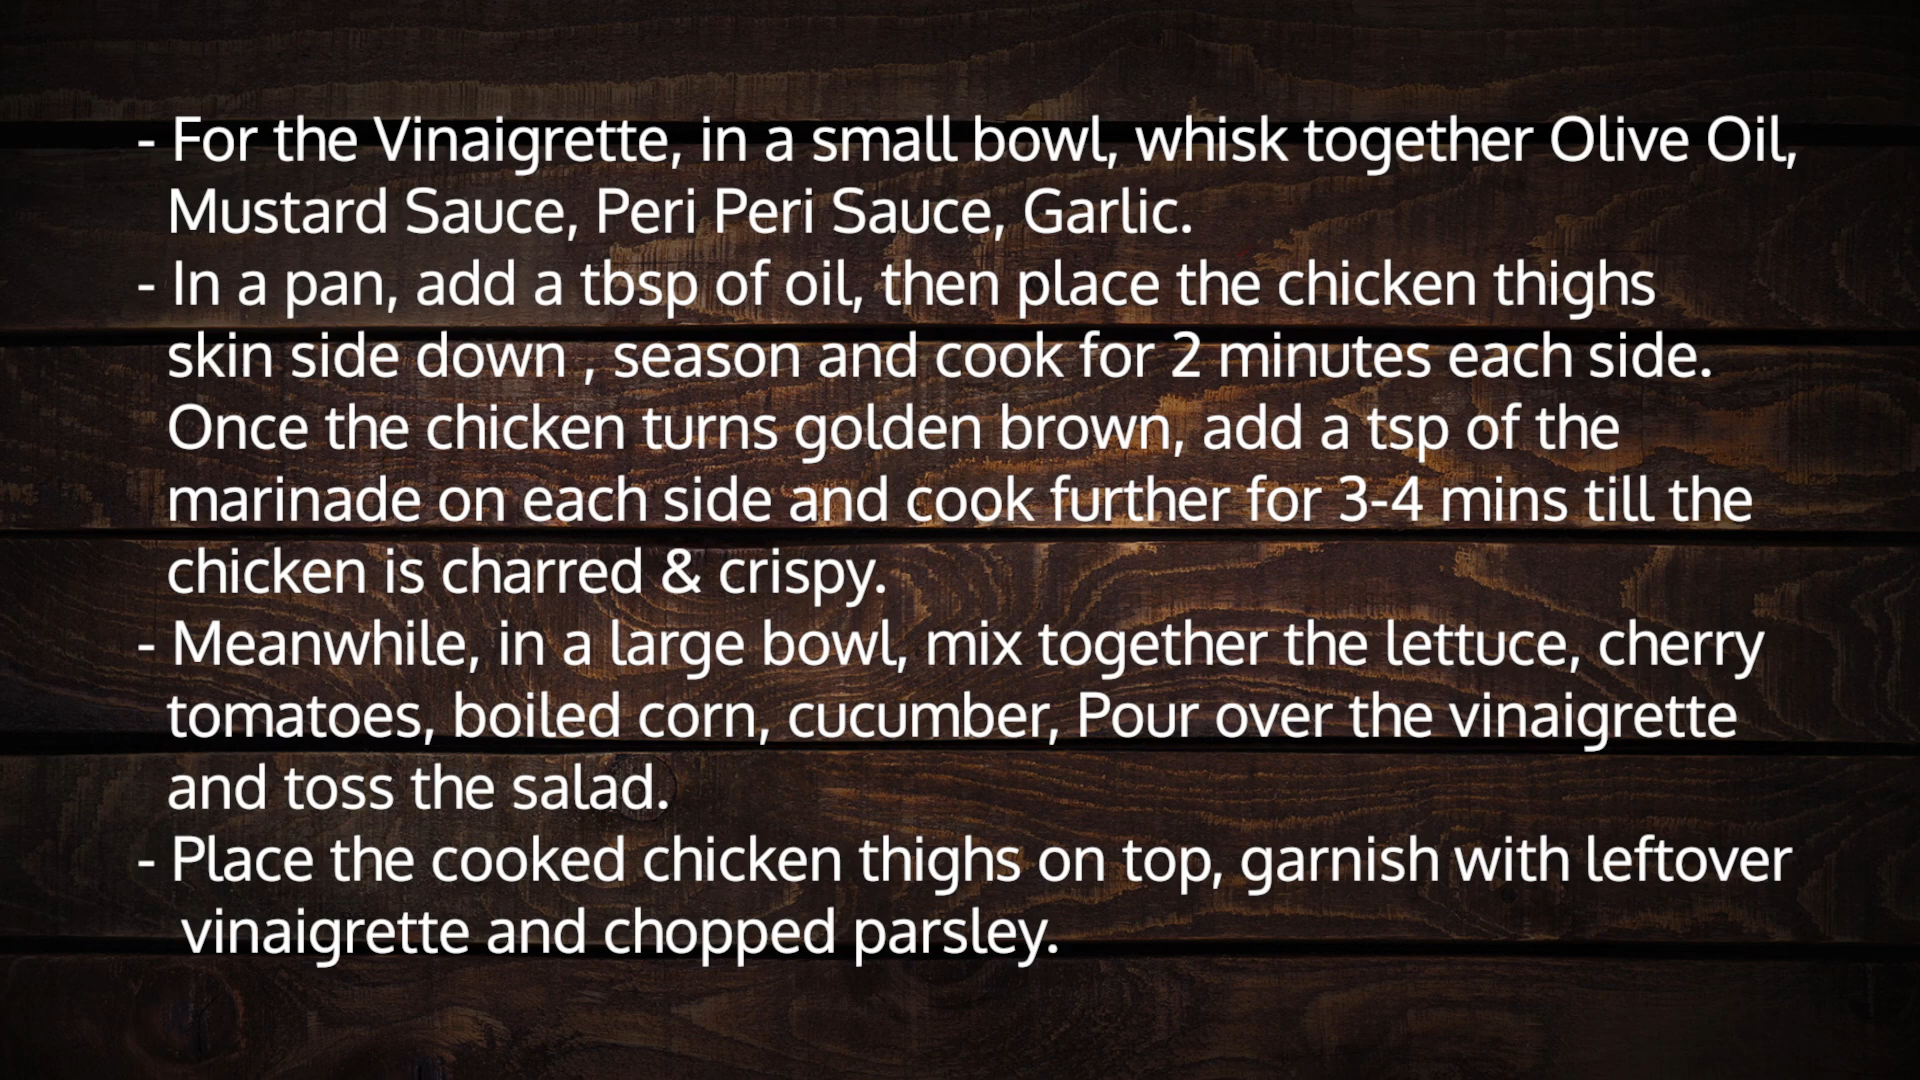 - For the Vinaigrette, in a small bowl, whisk together Olive Oil,
Mustard Sauce, Peri Peri Sauce, Garlic.
- In a pan, add a tbsp of oil, then place the chicken thighs
skin side down , season and cook for 2 minutes each side.
Once the chicken turns golden brown, add a tsp of the
marinade on each side and cook further for 3-4 mins till the
chicken is charred & crispy.
- Meanwhile, in a large bowl, mix together the lettuce, cherry
tomatoes, boiled corn, cucumber, Pour over the vinaigrette
and toss the salad.
- Place the cooked chicken thighs on top, garnish with leftover
vinaigrette and chopped parsley.